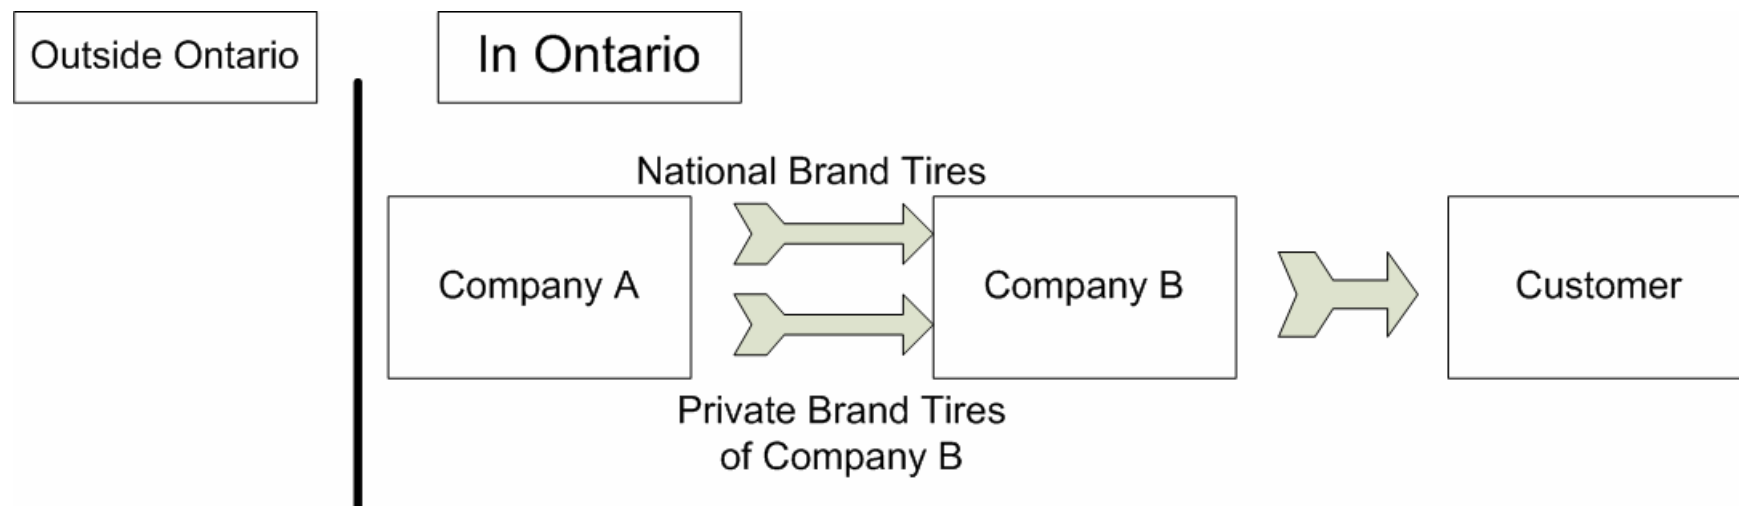 Outside Ontario
In Ontario
National Brand Tires
Company A
Company B
Customer
Private Brand Tires
of Company B